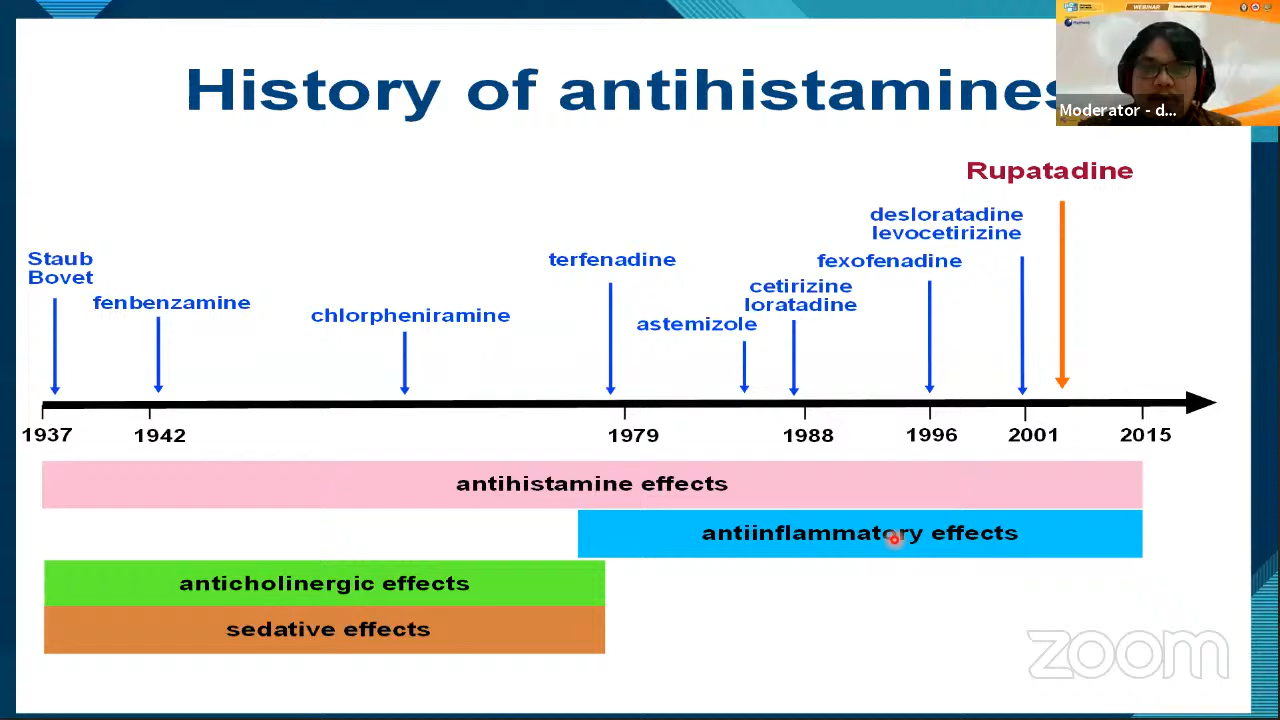 History of antihistamines
WEBINAR
Moderator - d...
Rupatadine
desloratadine
levocetirizine
Staub
Bovet
terfenadine
fexofenadine
cetirizine
loratadine
fenbenzamine
chlorpheniramine
astemizole
1937
1942
1979
1988
1996
2001
2015
antihistamine effects
antiinflammatory effects
anticholinergic effects
sedative effects
zoom